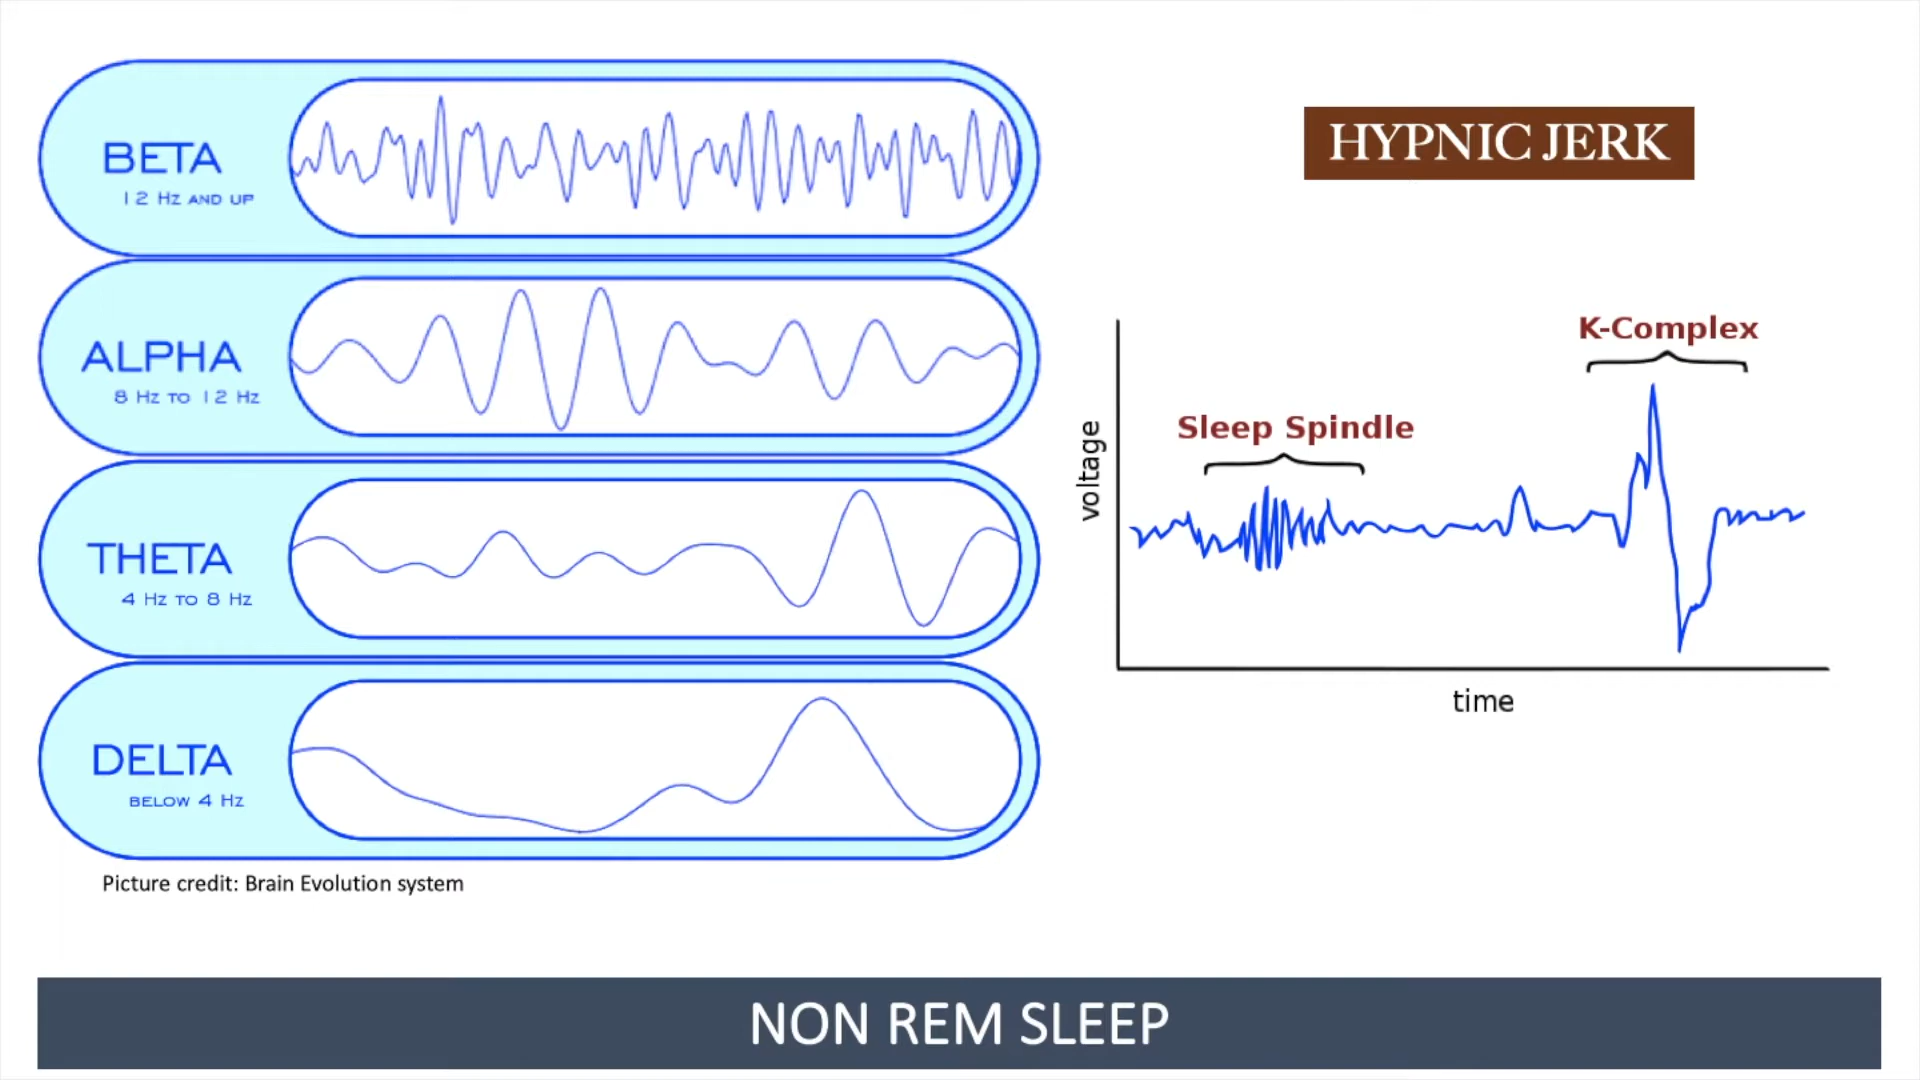 BETA
12 Hz AND UP
ALPHA
8 Hz TO 12 Hz
THETA
4 Hz TO 8 Hz
DELTA
BELOW 4 Hz
Picture credit: Brain Evolution system
HYPNIC JERK
K-Complex
Sleep Spindle
voltage
time
NON REM SLEEP